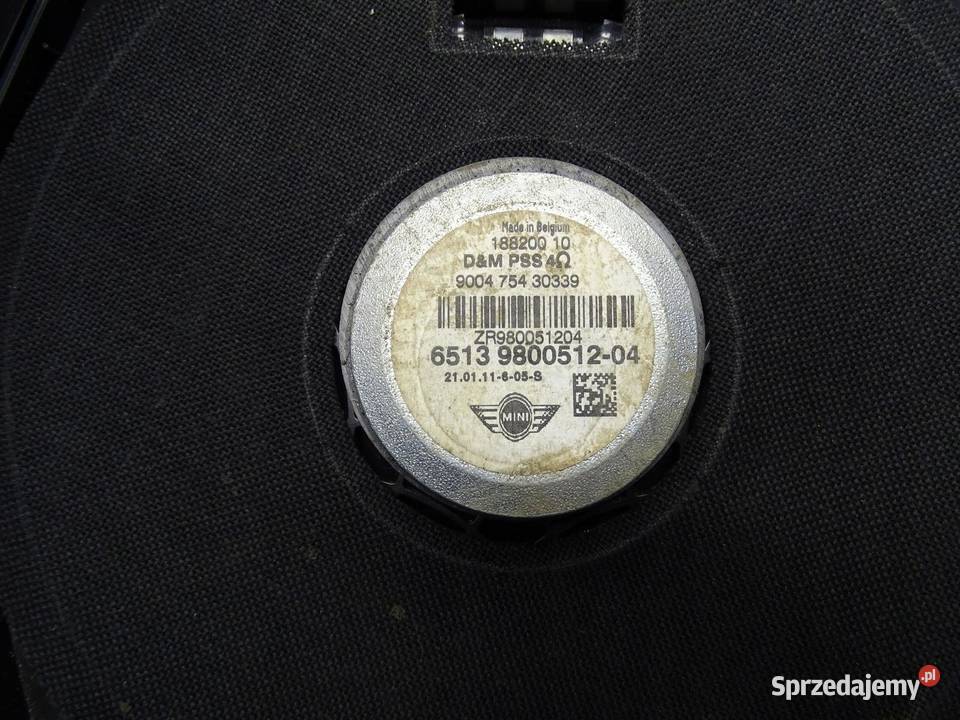 Made in Belgium
188200 10
D&M PSS 4Ω
9004 754 30339
ZR980051204
6513 9800512-04
21.01.11-6-05-S
MINI
Sprzedajemy.pl